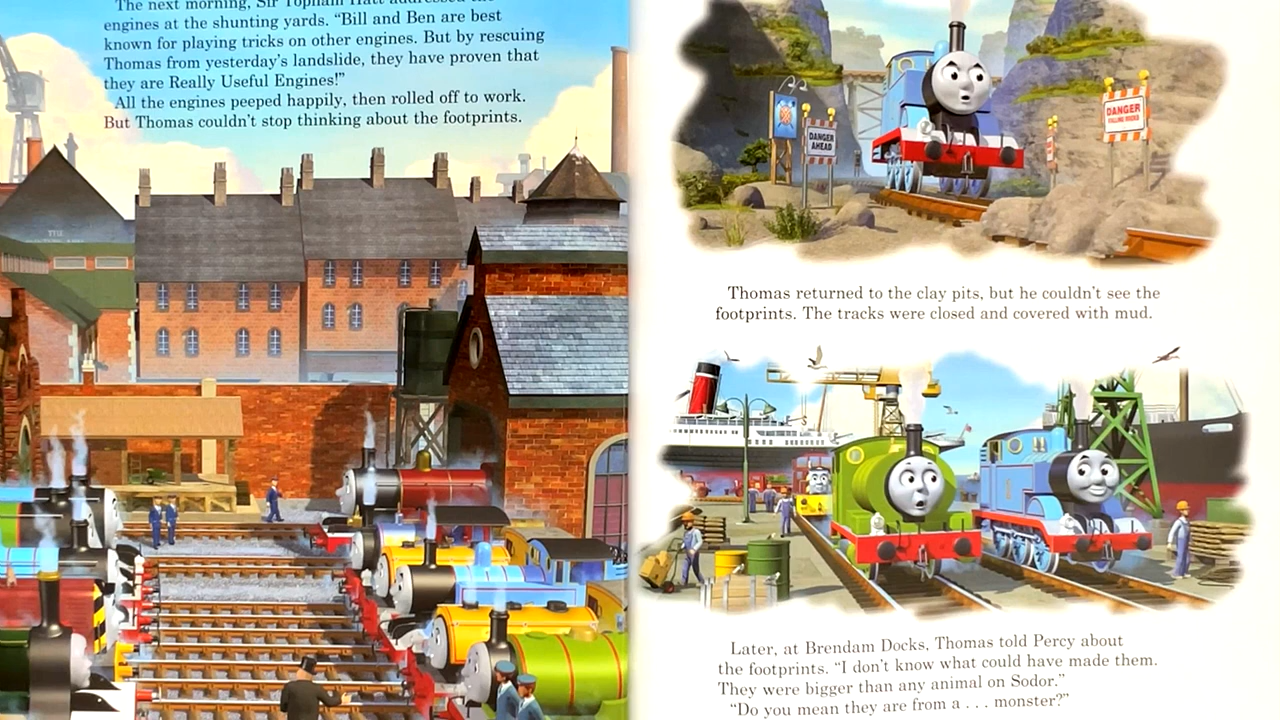 The next morning, Sir Topham Hatt addressed the
engines at the shunting yards. “Bill and Ben are best
known for playing tricks on other engines. But by rescuing
Thomas from yesterday’s landslide, they have proven that
they are Really Useful Engines!”
All the engines peeped happily, then rolled off to work.
But Thomas couldn’t stop thinking about the footprints.
DANGER
AHEAD
DANGER
FALLING ROCKS
Thomas returned to the clay pits, but he couldn’t see the
footprints. The tracks were closed and covered with mud.
1
Later, at Brendam Docks, Thomas told Percy about
the footprints. “I don’t know what could have made them.
They were bigger than any animal on Sodor.”
“Do you mean they are from a . . . monster?”